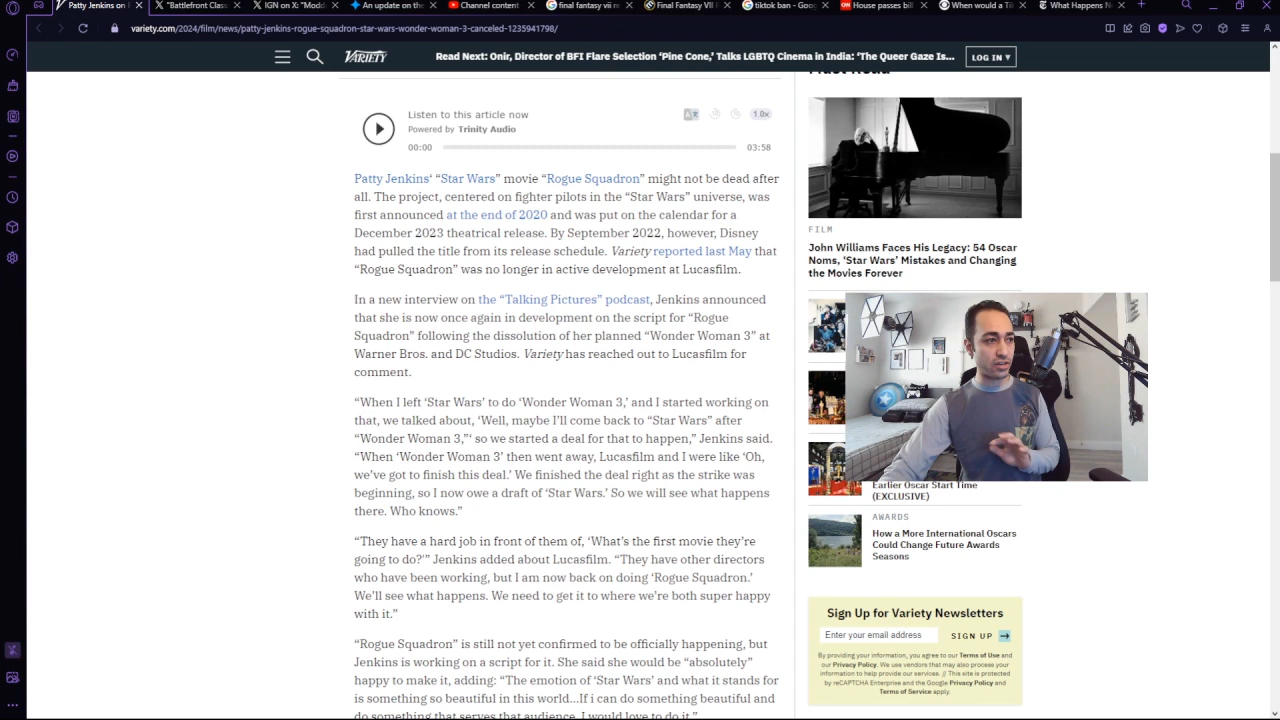 Patty Jenkins on
"Battlefront Clas
IGN on X: "Mode
An update on the
Channel content
final fantasy vii re
Final Fantasy VII
tiktok ban - Goog
House passes bill
When would a Ti
What Happens N
variety.com/2024/film/news/patty-jenkins-rogue-squadron-star-wars-wonder-woman-3-canceled-1235941798/
VARIETY
Read Next: Onir, Director of BFI Flare Selection 'Pine Cone,' Talks LGBTQ Cinema in India: 'The Queer Gaze Is...
LOG IN ▾
Must Read
Listen to this article now
Powered by Trinity Audio
1.0x
00:00
03:58
Patty Jenkins' “Star Wars” movie “Rogue Squadron” might not be dead after
all. The project, centered on fighter pilots in the “Star Wars” universe, was
first announced at the end of 2020 and was put on the calendar for a
December 2023 theatrical release. By September 2022, however, Disney
had pulled the title from its release schedule. Variety reported last May that
“Rogue Squadron” was no longer in active development at Lucasfilm.
In a new interview on the “Talking Pictures” podcast, Jenkins announced
that she is now once again in development on the script for “Rogue
Squadron” following the dissolution of her planned “Wonder Woman 3” at
Warner Bros. and DC Studios. Variety has reached out to Lucasfilm for
comment.
“When I left ‘Star Wars’ to do ‘Wonder Woman 3,’ and I started working on
that, we talked about, ‘Well, maybe I’ll come back to “Star Wars” after
“Wonder Woman 3,”‘ so we started a deal for that to happen,” Jenkins said.
“When ‘Wonder Woman 3’ then went away, Lucasfilm and I were like ‘Oh,
we’ve got to finish this deal.’ We finished the deal right as the strike was
beginning, so I now owe a draft of ‘Star Wars.’ So we will see what happens
there. Who knows.”
“They have a hard job in front of them of, ‘What’s the first movie they’re
going to do?’” Jenkins added about Lucasfilm. “They have other directors
who have been working, but I am now back on doing ‘Rogue Squadron.’
We’ll see what happens. We need to get it to where we’re both super happy
with it.”
“Rogue Squadron” is still not yet confirmed to be officially happening, but
Jenkins is working on a script for it. She said she would be “absolutely”
happy to make it, adding: “The emotion of ‘Star Wars’ and what it stands for
is something so beautiful in this world...If i can do something beautiful and
do something that serves that audience, I would love to do it.”
FILM
John Williams Faces His Legacy: 54 Oscar
Noms, ‘Star Wars’ Mistakes and Changing
the Movies Forever
Earlier Oscar Start Time
(EXCLUSIVE)
AWARDS
How a More International Oscars
Could Change Future Awards
Seasons
Sign Up for Variety Newsletters
Enter your email address
SIGN UP →
By providing your information, you agree to our Terms of Use and
our Privacy Policy. We use vendors that may also process your
information to help provide our services. // This site is protected
by reCAPTCHA Enterprise and the Google Privacy Policy and
Terms of Service apply.